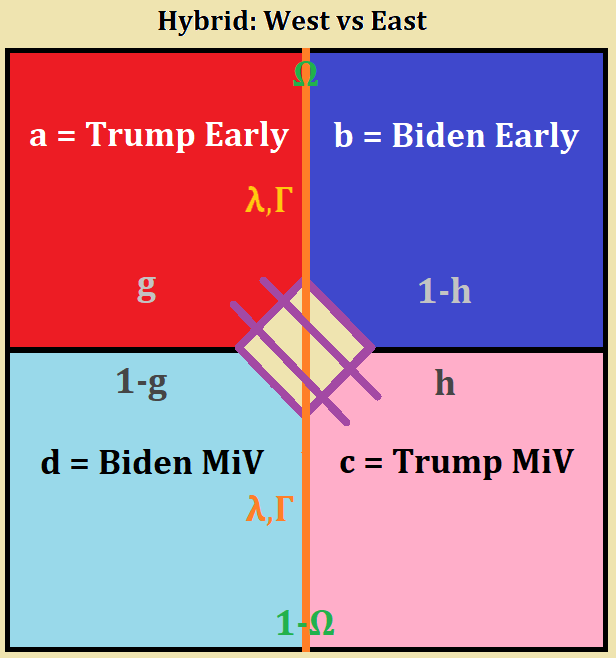 Hybrid: West vs East
Ω
a = Trump Early
b = Biden Early
λ,Γ
g
1-h
1-g
h
d = Biden MiV
c = Trump MiV
λ,Γ
1-Ω